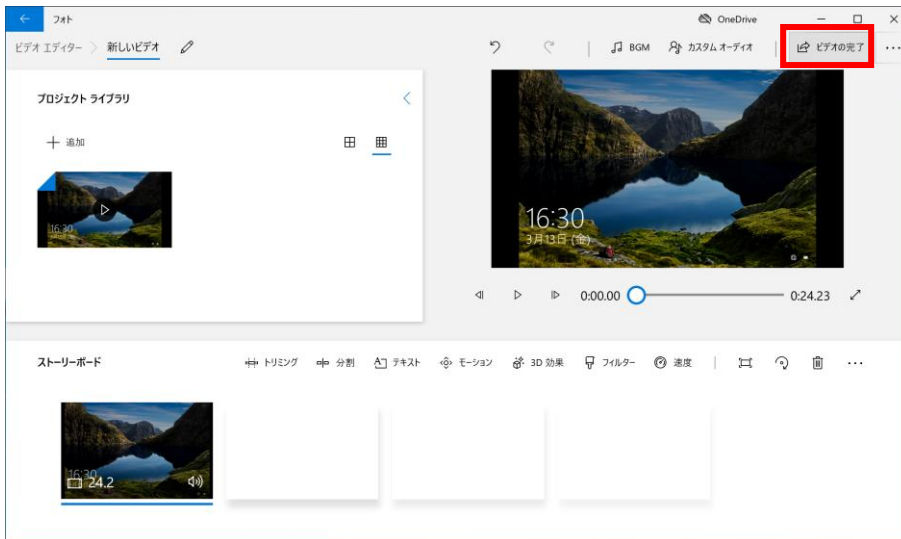 フォト
OneDrive
ビデオ エディター > 新しいビデオ
BGM
カスタム オーディオ
ビデオの完了
プロジェクト ライブラリ
追加
16:30
16:30
3月13日 (金)
0:00.00
0:24.23
ストーリーボード
トリミング
分割
テキスト
モーション
3D 効果
フィルター
速度
16:30
24.2